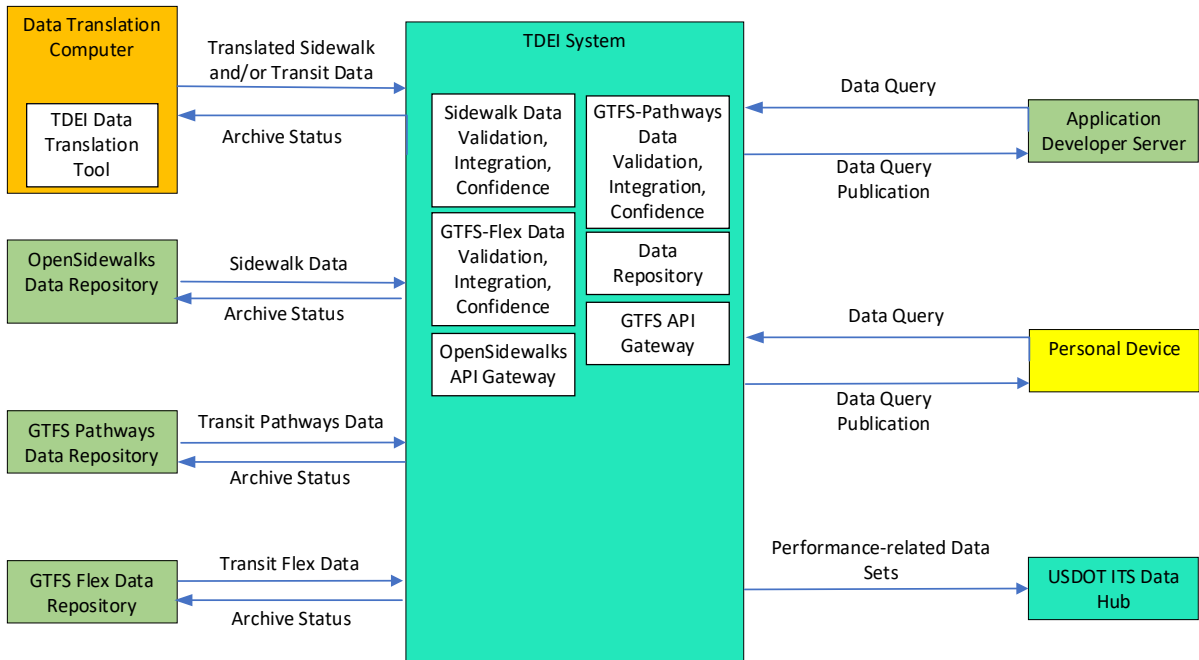 Data Translation
Computer
TDEI Data
Translation
Tool
Translated Sidewalk
and/or Transit Data
Archive Status
OpenSidewalks
Data Repository
Sidewalk Data
Archive Status
GTFS Pathways
Data Repository
Transit Pathways Data
Archive Status
GTFS Flex Data
Repository
Transit Flex Data
Archive Status
TDEI System
Sidewalk Data
Validation,
Integration,
Confidence
GTFS-Flex Data
Validation,
Integration,
Confidence
OpenSidewalks
API Gateway
GTFS-Pathways
Data
Validation,
Integration,
Confidence
Data
Repository
GTFS API
Gateway
Data Query
Data Query
Publication
Application
Developer Server
Data Query
Data Query
Publication
Personal Device
Performance-related Data
Sets
USDOT ITS Data
Hub